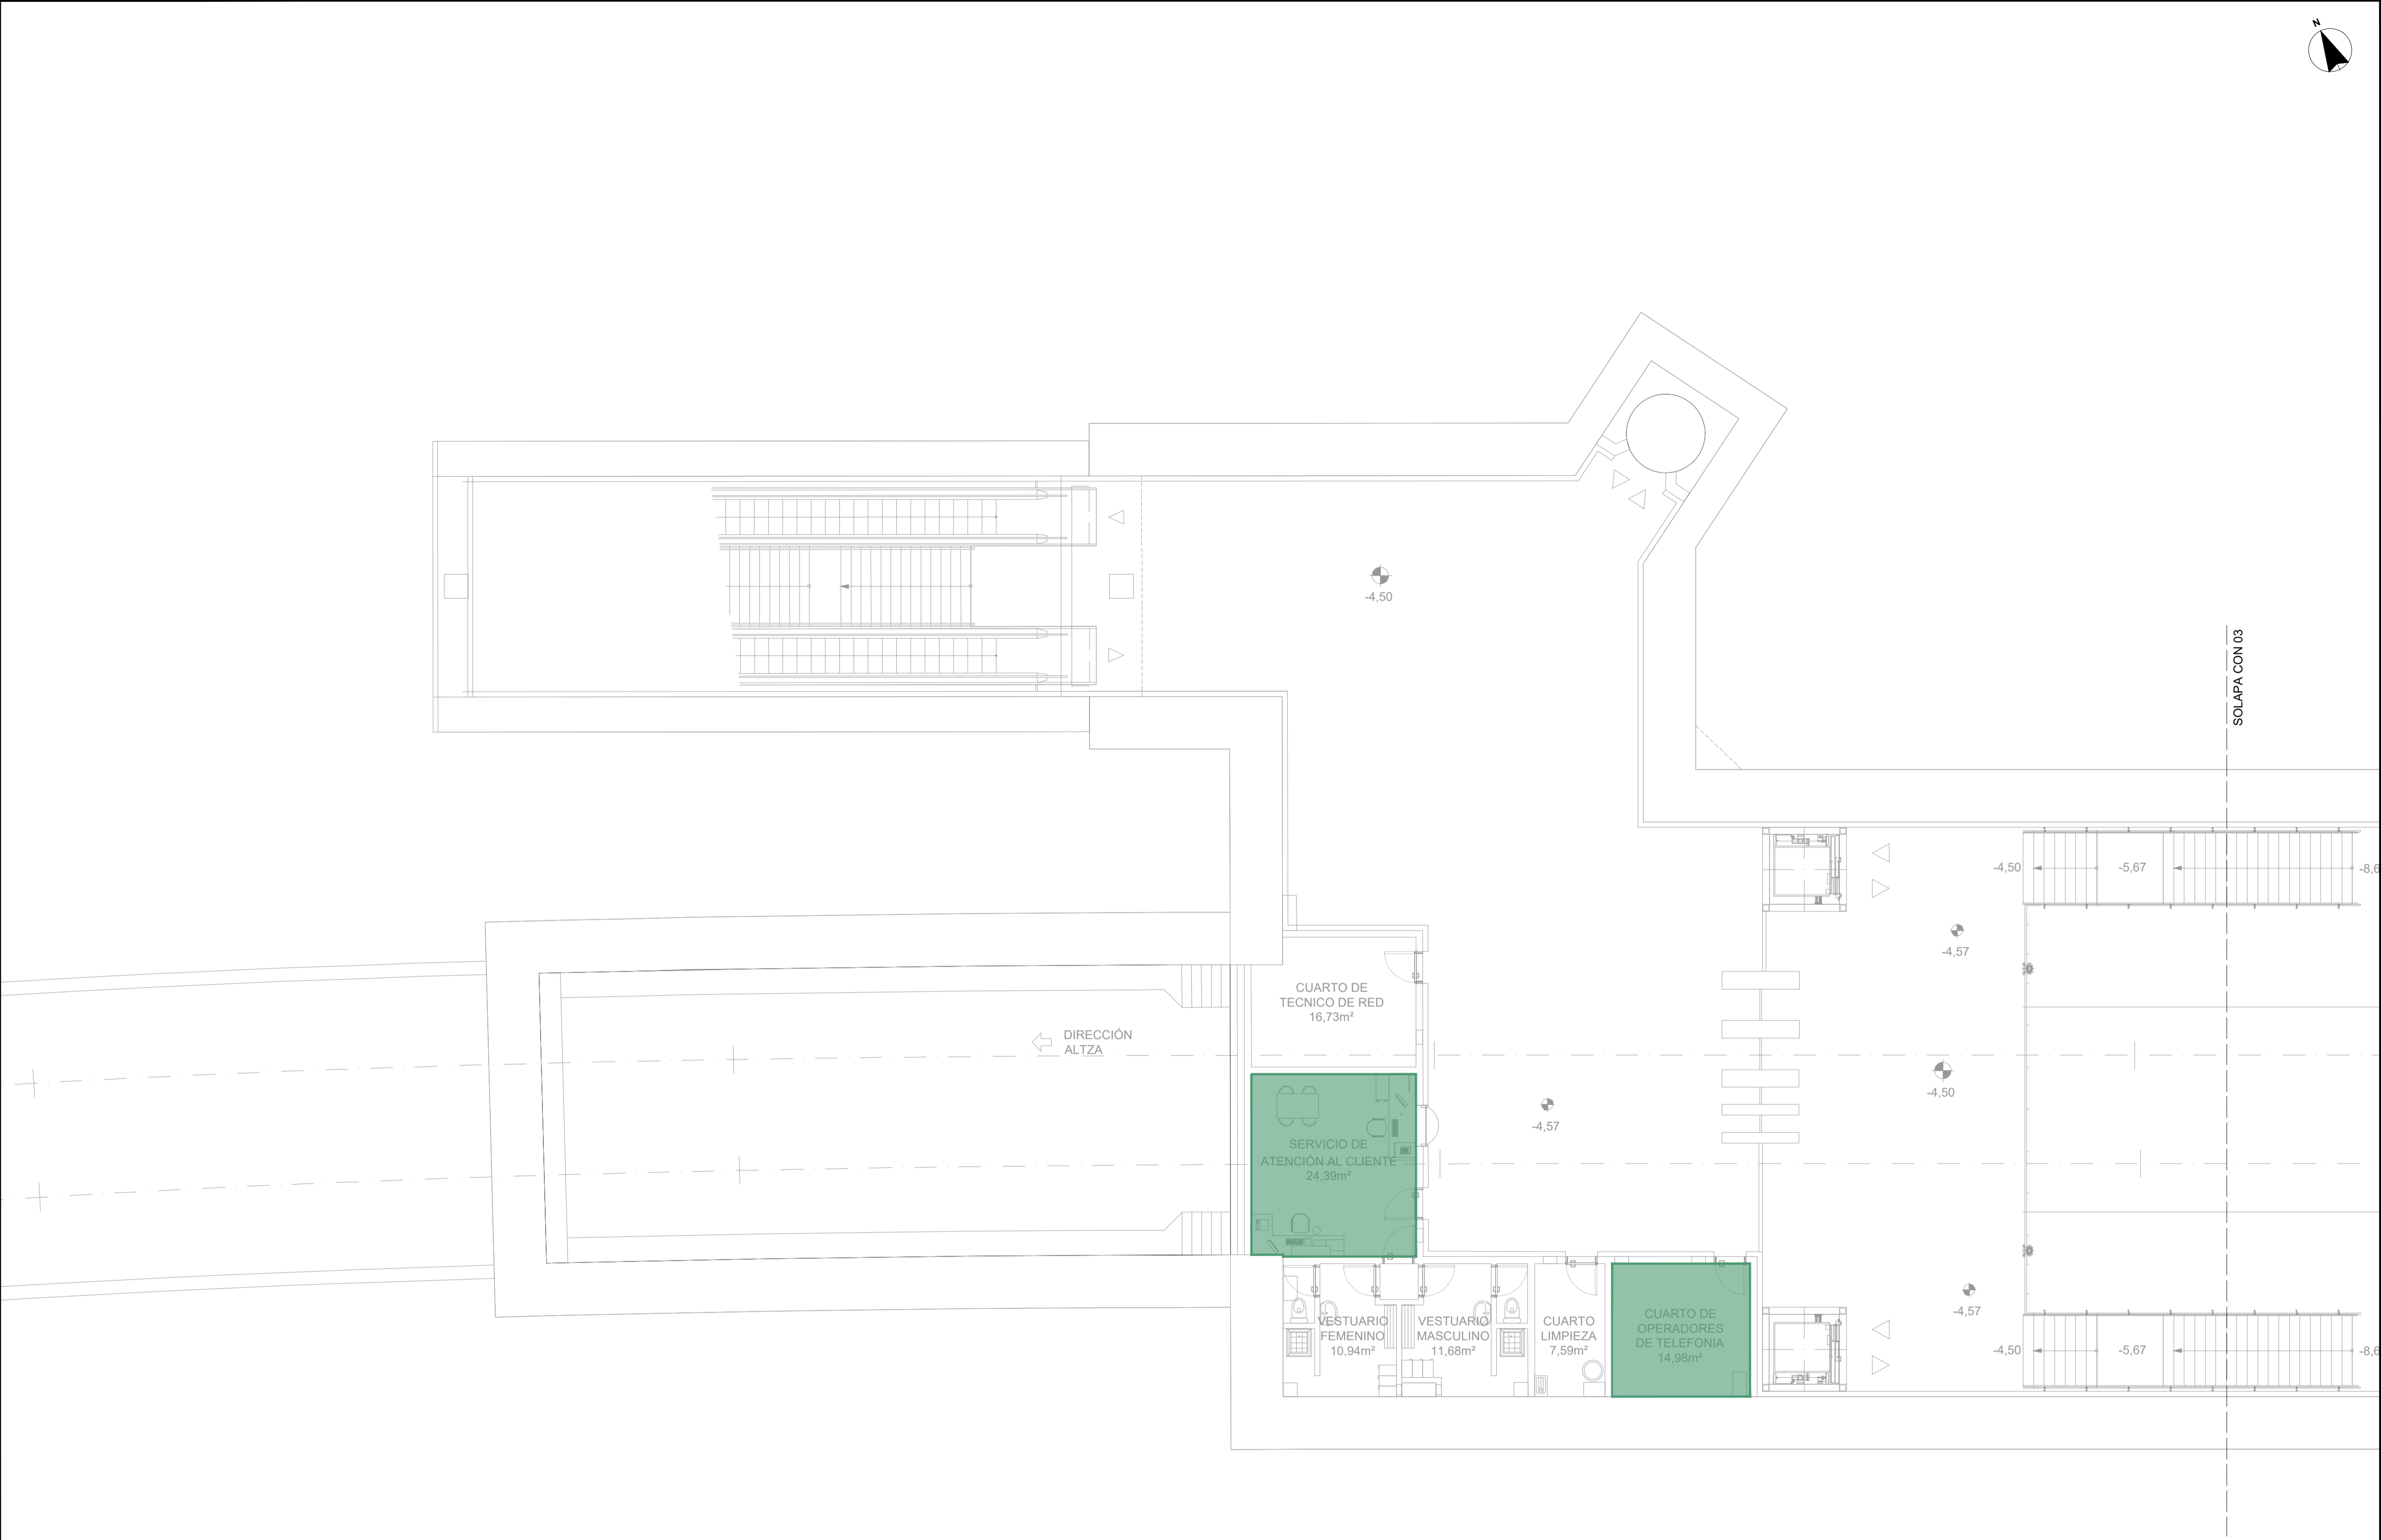 N
-4,50
SOLAPA CON 03
-4,50
-5,67
-8,6
-4,57
CUARTO DE
TECNICO DE RED
16,73m²
DIRECCIÓN
ALTZA
-4,50
-4,57
SERVICIO DE
ATENCIÓN AL CLIENTE
24,39m²
-4,57
VESTUARIO
FEMENINO
10,94m²
VESTUARIO
MASCULINO
11,68m²
CUARTO
LIMPIEZA
7,59m²
CUARTO DE
OPERADORES
DE TELEFONIA
14,98m²
-4,50
-5,67
-8,6